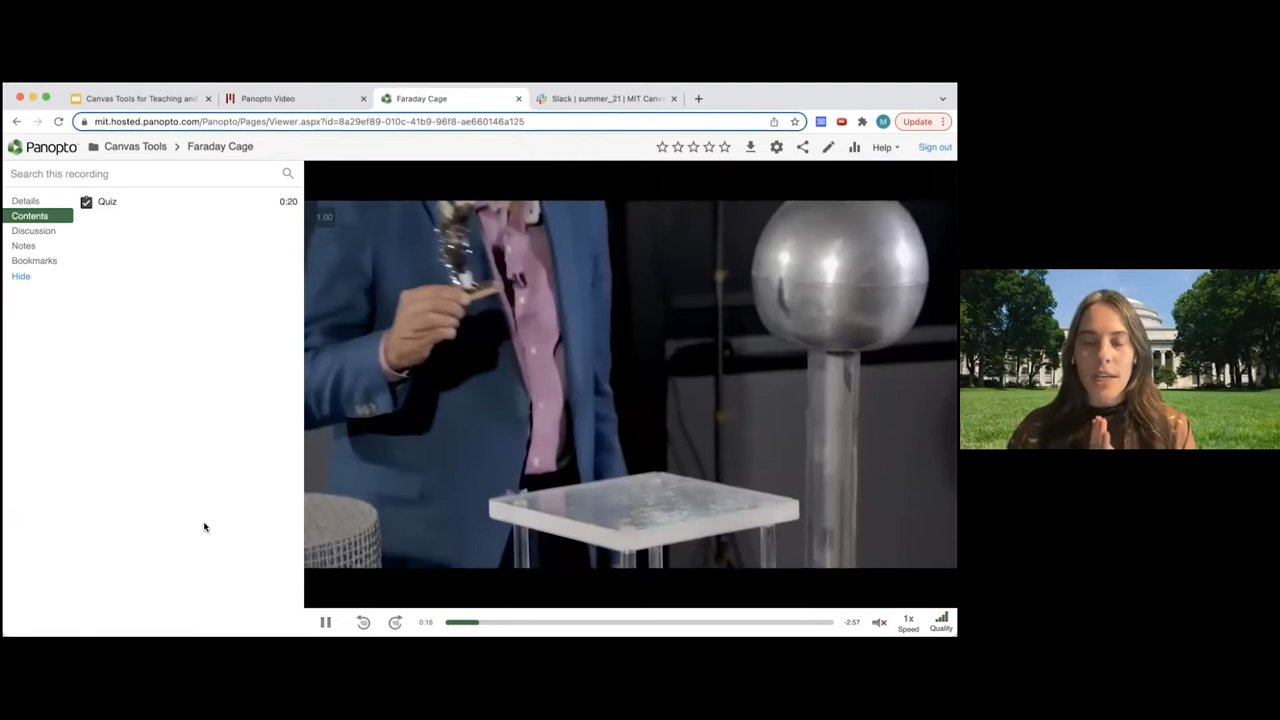 Canvas Tools for Teaching and
Panopto Video
Faraday Cage
Slack | summer_21 | MIT Canv
mit.hosted.panopto.com/Panopto/Pages/Viewer.aspx?id=8a29ef89-010c-41b9-96f8-ae660146a125
M
Update
Panopto
Canvas Tools > Faraday Cage
Help
Sign out
Search this recording
Details
Contents
Discussion
Notes
Bookmarks
Hide
Quiz 0:20
1.00
10
10
0:16
-2:57
1x
Speed
Quality